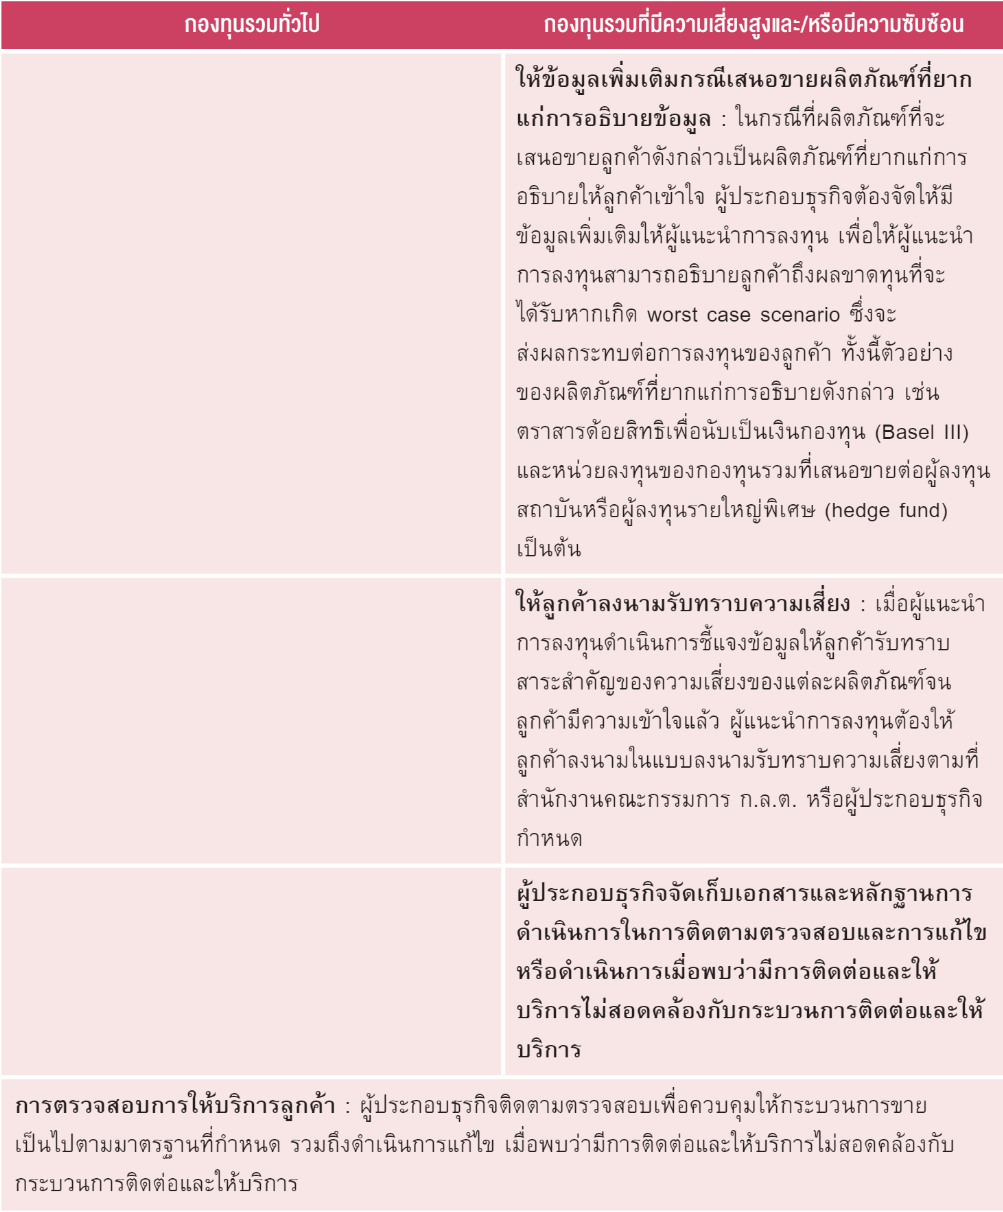 กองทุนรวมทั่วไป
กองทุนรวมที่มีความเสี่ยงสูงและ/หรือมีความซับซ้อน
ให้ข้อมูลเพิ่มเติมกรณีเสนอขายผลิตภัณฑ์ที่ยาก
แก่การอธิบายข้อมูล : ในกรณีที่ผลิตภัณฑ์ที่จะ
เสนอขายลูกค้าดังกล่าวเป็นผลิตภัณฑ์ที่ยากแก่การ
อธิบายให้ลูกค้าเข้าใจ ผู้ประกอบธุรกิจต้องจัดให้มี
ข้อมูลเพิ่มเติมให้ผู้แนะนำการลงทุน เพื่อให้ผู้แนะนำ
การลงทุนสามารถอธิบายลูกค้าถึงผลขาดทุนที่จะ
ได้รับหากเกิด worst case scenario ซึ่งจะ
ส่งผลกระทบต่อการลงทุนของลูกค้า ทั้งนี้ตัวอย่าง
ของผลิตภัณฑ์ที่ยากแก่การอธิบายดังกล่าว เช่น
ตราสารด้อยสิทธิเพื่อนับเป็นเงินกองทุน (Basel III)
และหน่วยลงทุนของกองทุนรวมที่เสนอขายต่อผู้ลงทุน
สถาบันหรือผู้ลงทุนรายใหญ่พิเศษ (hedge fund)
เป็นต้น
ให้ลูกค้าลงนามรับทราบความเสี่ยง : เมื่อผู้แนะนำ
การลงทุนดำเนินการชี้แจงข้อมูลให้ลูกค้ารับทราบ
สาระสำคัญของความเสี่ยงของแต่ละผลิตภัณฑ์จน
ลูกค้ามีความเข้าใจแล้ว ผู้แนะนำการลงทุนต้องให้
ลูกค้าลงนามในแบบลงนามรับทราบความเสี่ยงตามที่
สำนักงานคณะกรรมการ ก.ล.ต. หรือผู้ประกอบธุรกิจ
กำหนด
ผู้ประกอบธุรกิจจัดเก็บเอกสารและหลักฐานการ
ดำเนินการในการติดตามตรวจสอบและการแก้ไข
หรือดำเนินการเมื่อพบว่ามีการติดต่อและให้
บริการไม่สอดคล้องกับกระบวนการติดต่อและให้
บริการ
การตรวจสอบการให้บริการลูกค้า : ผู้ประกอบธุรกิจติดตามตรวจสอบเพื่อควบคุมให้กระบวนการขาย
เป็นไปตามมาตรฐานที่กำหนด รวมถึงดำเนินการแก้ไข เมื่อพบว่ามีการติดต่อและให้บริการไม่สอดคล้องกับ
กระบวนการติดต่อและให้บริการ